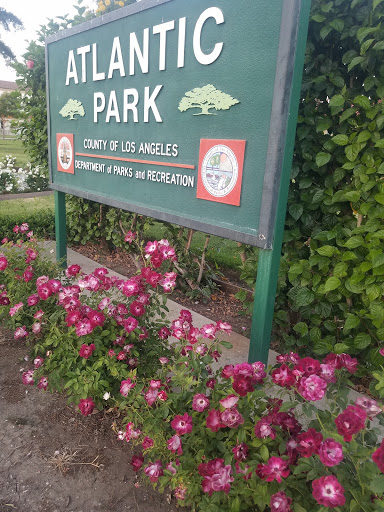 ATLANTIC
PARK
COUNTY OF LOS ANGELES
DEPARTMENT of PARKS and RECREATION